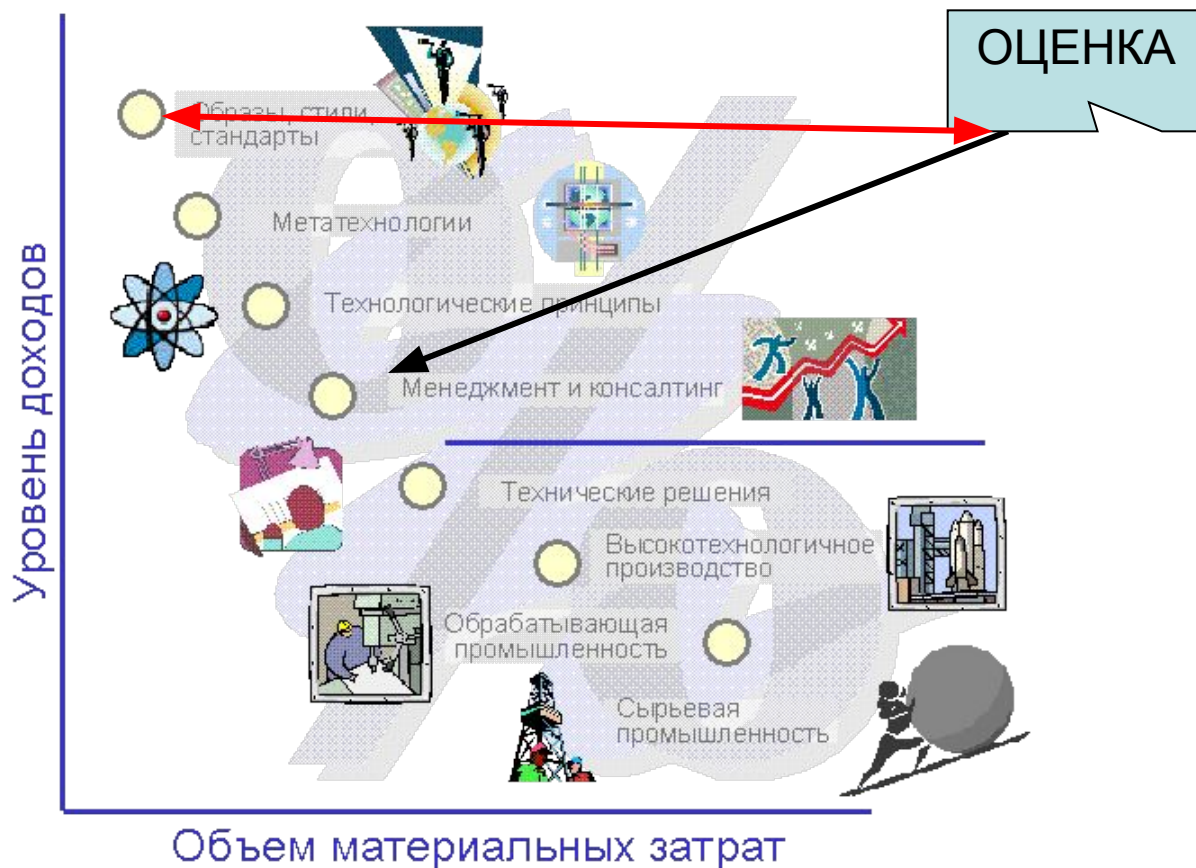 ОЦЕНКА
Образы, стили,
стандарты
Метатехнологии
Технологические принципы
Менеджмент и консалтинг
Технические решения
Высокотехнологичное
производство
Обрабатывающая
промышленность
Сырьевая
промышленность
Уровень доходов
Объем материальных затрат